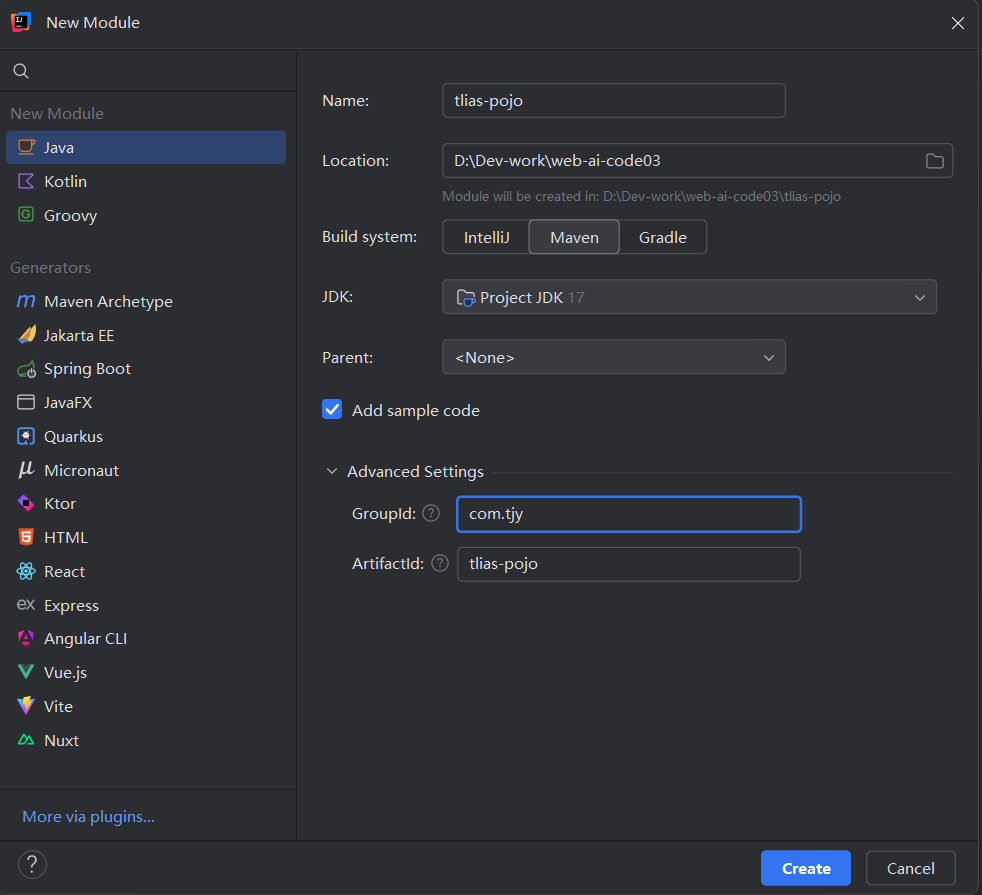 New Module
New Module
Java
Kotlin
Groovy
Generators
Maven Archetype
Jakarta EE
Spring Boot
JavaFX
Quarkus
Micronaut
Ktor
HTML
React
Express
Angular CLI
Vue.js
Vite
Nuxt
More via plugins...
Name: tlias-pojo
Location: D:\Dev-work\web-ai-code03
Module will be created in: D:\Dev-work\web-ai-code03\tlias-pojo
Build system: IntelliJ Maven Gradle
JDK: Project JDK 17
Parent: <None>
Add sample code
Advanced Settings
GroupId: ? com.tjy
ArtifactId: ? tlias-pojo
? Create Cancel